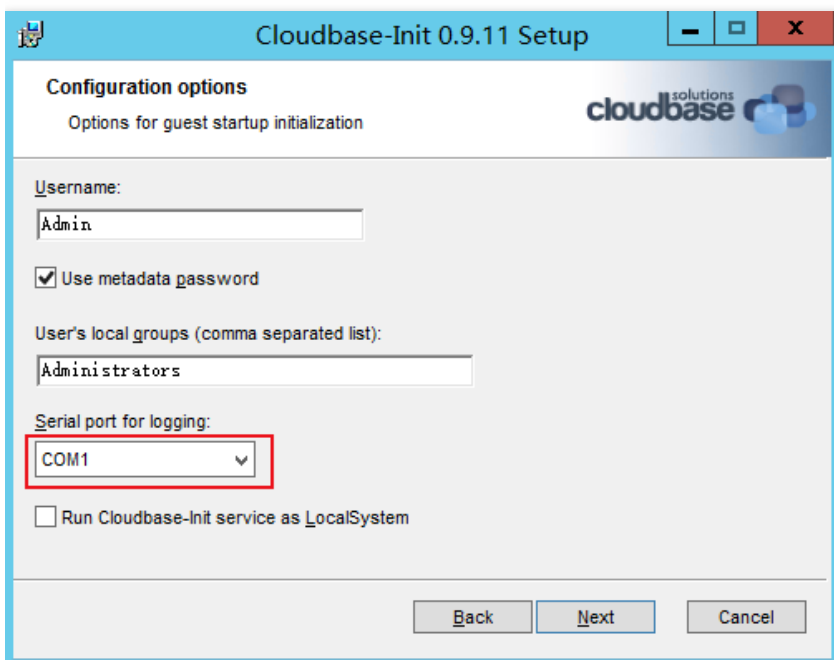 Cloudbase-Init 0.9.11 Setup
Configuration options
Options for guest startup initialization
cloudbase solutions
Username:
Admin
Use metadata password
User's local groups (comma separated list):
Administrators
Serial port for logging:
COM1
Run Cloudbase-Init service as LocalSystem
Back Next Cancel